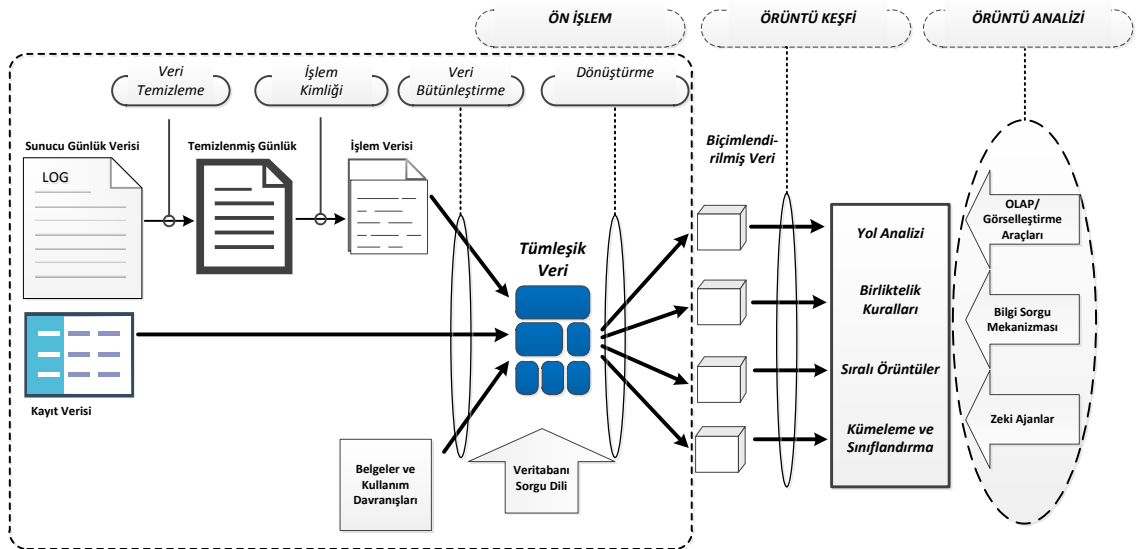 ÖN İŞLEM
ÖRÜNTÜ KEŞFİ
ÖRÜNTÜ ANALİZİ
Veri
Temizleme
İşlem
Kimliği
Veri
Bütünleştirme
Dönüştürme
Sunucu Günlük Verisi
LOG
Temizlenmiş Günlük
İşlem Verisi
Biçimlendi-
rilmiş Veri
Tümleşik
Veri
Kayıt Verisi
Belgeler ve
Kullanım
Davranışları
Veritabanı
Sorgu Dili
Yol Analizi
Birliktelik
Kuralları
Sıralı Örüntüler
Kümeleme ve
Sınıflandırma
OLAP/
Görselleştirme
Araçları
Bilgi Sorgu
Mekanizması
Zeki Ajanlar